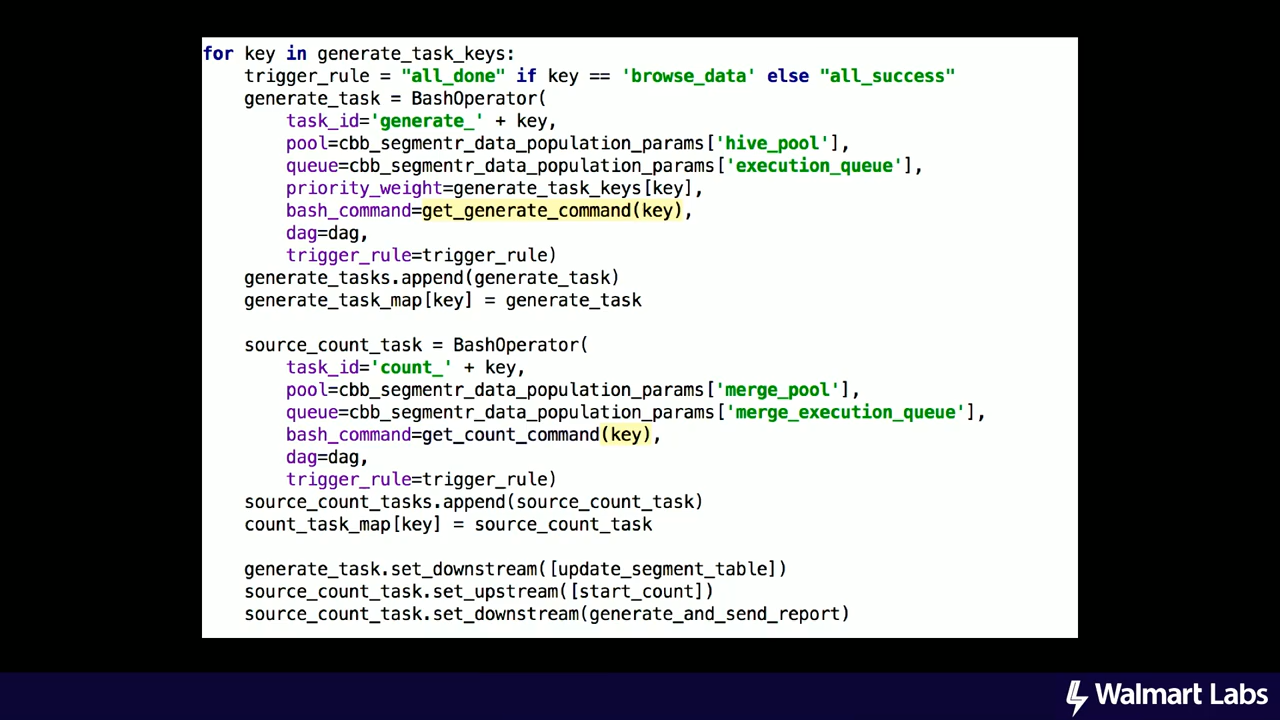 for key in generate_task_keys:
    trigger_rule = "all_done" if key == 'browse_data' else "all_success"
    generate_task = BashOperator(
        task_id='generate_' + key,
        pool=cbb_segmentr_data_population_params['hive_pool'],
        queue=cbb_segmentr_data_population_params['execution_queue'],
        priority_weight=generate_task_keys[key],
        bash_command=get_generate_command(key),
        dag=dag,
        trigger_rule=trigger_rule)
    generate_tasks.append(generate_task)
    generate_task_map[key] = generate_task

    source_count_task = BashOperator(
        task_id='count_' + key,
        pool=cbb_segmentr_data_population_params['merge_pool'],
        queue=cbb_segmentr_data_population_params['merge_execution_queue'],
        bash_command=get_count_command(key),
        dag=dag,
        trigger_rule=trigger_rule)
    source_count_tasks.append(source_count_task)
    count_task_map[key] = source_count_task

    generate_task.set_downstream([update_segment_table])
    source_count_task.set_upstream([start_count])
    source_count_task.set_downstream(generate_and_send_report)
Walmart Labs